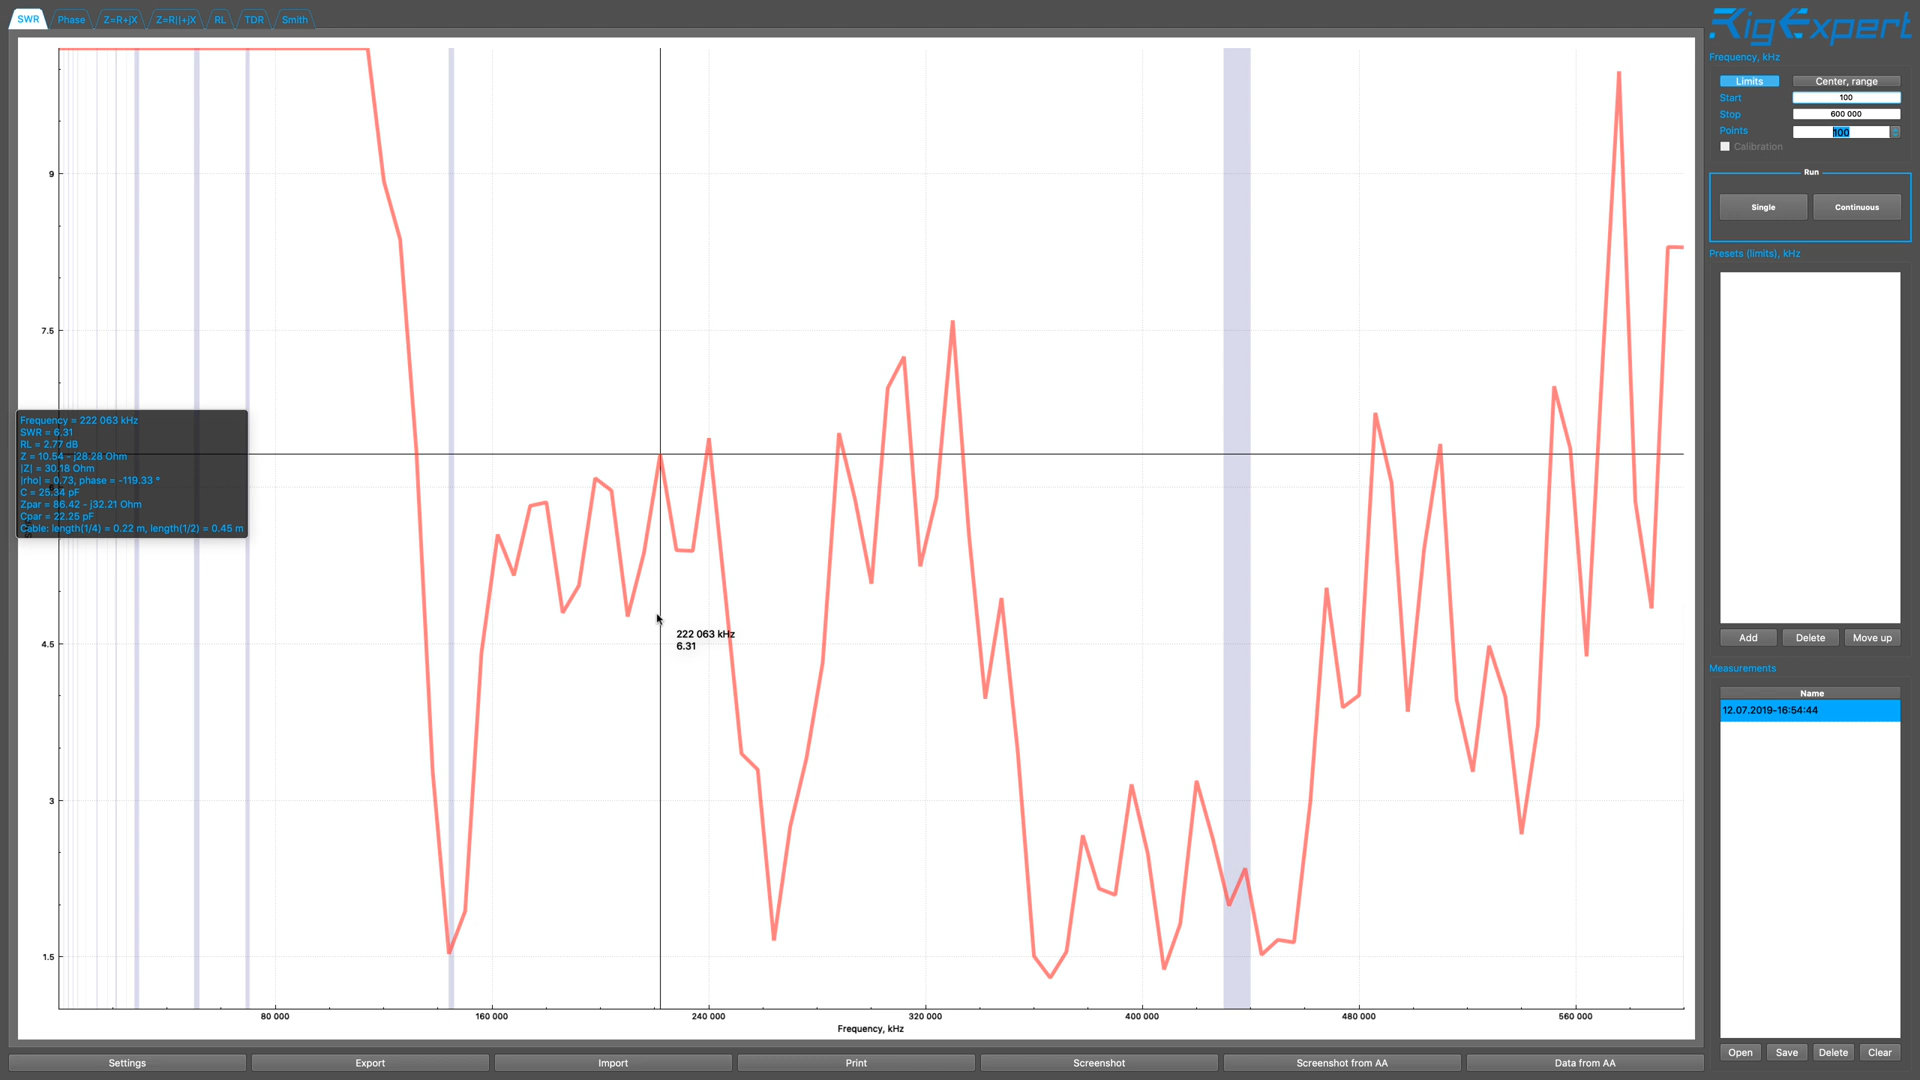 SWR Phase Z=R+jX Z=R||+jX RL TDR Smith
RigExpert
Frequency, kHz
Limits Center, range
Start 100
Stop 600 000
Points 100
Calibration
Run
Single Continuous
Presets (limits), kHz
Add Delete Move up
Measurements
Name
12.07.2019-16:54:44
Open Save Delete Clear
9
7.5
4.5
3
1.5
Frequency = 222 063 kHz
SWR = 6.31
RL = 2.77 dB
Z = 10.54 - j28.28 Ohm
|Z| = 30.18 Ohm
|rho| = 0.73, phase = -119.33 °
C = 25.34 pF
Zpar = 86.42 - j32.21 Ohm
Cpar = 22.25 pF
Cable: length(1/4) = 0.22 m, length(1/2) = 0.45 m
222 063 kHz
6.31
80 000 160 000 240 000 320 000 400 000 480 000 560 000
Frequency, kHz
Settings Export Import Print Screenshot Screenshot from AA Data from AA